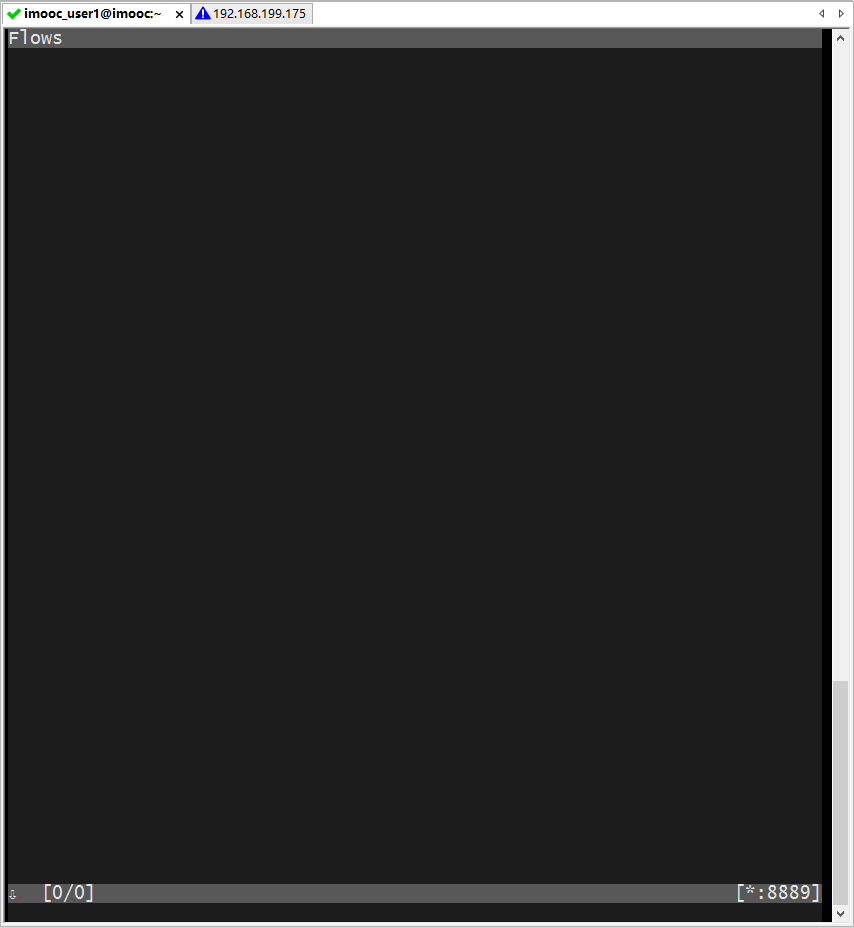 imooc_user1@imooc:~ × 192.168.199.175
Flows
⇩ [0/0] [*:8889]